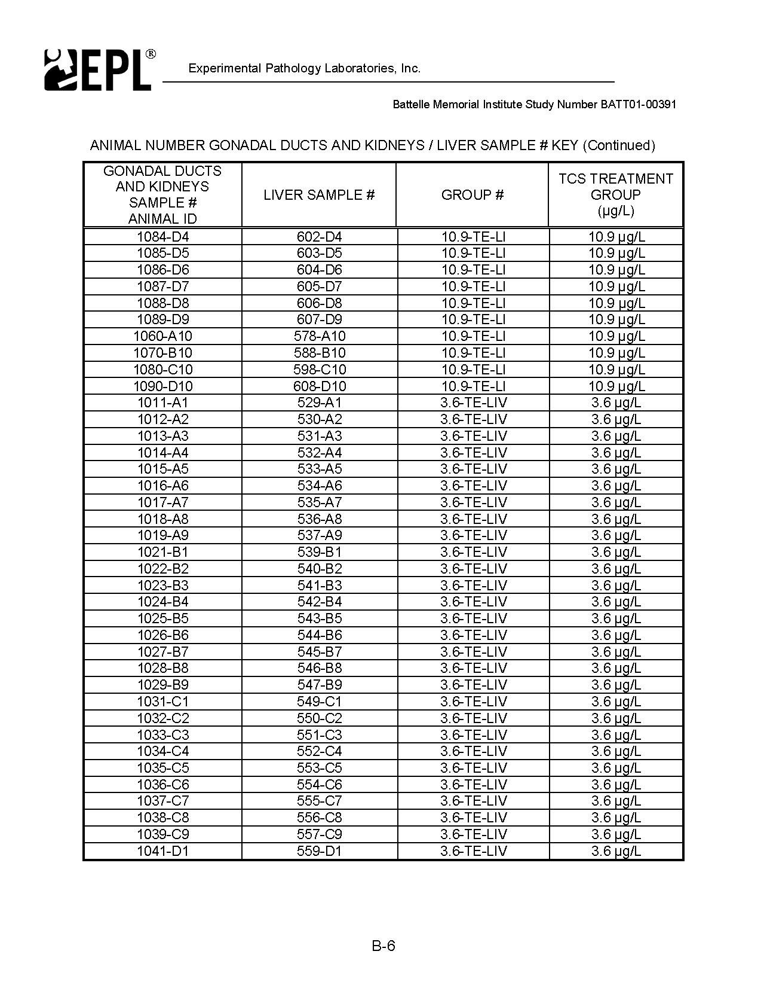 EPL®
Experimental Pathology Laboratories, Inc.
Battelle Memorial Institute Study Number BATT01-00391
ANIMAL NUMBER GONADAL DUCTS AND KIDNEYS / LIVER SAMPLE # KEY (Continued)
GONADAL DUCTS
AND KIDNEYS
SAMPLE #
ANIMAL ID
LIVER SAMPLE #
GROUP #
TCS TREATMENT
GROUP
(µg/L)
1084-D4 602-D4 10.9-TE-LI 10.9 µg/L
1085-D5 603-D5 10.9-TE-LI 10.9 µg/L
1086-D6 604-D6 10.9-TE-LI 10.9 µg/L
1087-D7 605-D7 10.9-TE-LI 10.9 µg/L
1088-D8 606-D8 10.9-TE-LI 10.9 µg/L
1089-D9 607-D9 10.9-TE-LI 10.9 µg/L
1060-A10 578-A10 10.9-TE-LI 10.9 µg/L
1070-B10 588-B10 10.9-TE-LI 10.9 µg/L
1080-C10 598-C10 10.9-TE-LI 10.9 µg/L
1090-D10 608-D10 10.9-TE-LI 10.9 µg/L
1011-A1 529-A1 3.6-TE-LIV 3.6 µg/L
1012-A2 530-A2 3.6-TE-LIV 3.6 µg/L
1013-A3 531-A3 3.6-TE-LIV 3.6 µg/L
1014-A4 532-A4 3.6-TE-LIV 3.6 µg/L
1015-A5 533-A5 3.6-TE-LIV 3.6 µg/L
1016-A6 534-A6 3.6-TE-LIV 3.6 µg/L
1017-A7 535-A7 3.6-TE-LIV 3.6 µg/L
1018-A8 536-A8 3.6-TE-LIV 3.6 µg/L
1019-A9 537-A9 3.6-TE-LIV 3.6 µg/L
1021-B1 539-B1 3.6-TE-LIV 3.6 µg/L
1022-B2 540-B2 3.6-TE-LIV 3.6 µg/L
1023-B3 541-B3 3.6-TE-LIV 3.6 µg/L
1024-B4 542-B4 3.6-TE-LIV 3.6 µg/L
1025-B5 543-B5 3.6-TE-LIV 3.6 µg/L
1026-B6 544-B6 3.6-TE-LIV 3.6 µg/L
1027-B7 545-B7 3.6-TE-LIV 3.6 µg/L
1028-B8 546-B8 3.6-TE-LIV 3.6 µg/L
1029-B9 547-B9 3.6-TE-LIV 3.6 µg/L
1031-C1 549-C1 3.6-TE-LIV 3.6 µg/L
1032-C2 550-C2 3.6-TE-LIV 3.6 µg/L
1033-C3 551-C3 3.6-TE-LIV 3.6 µg/L
1034-C4 552-C4 3.6-TE-LIV 3.6 µg/L
1035-C5 553-C5 3.6-TE-LIV 3.6 µg/L
1036-C6 554-C6 3.6-TE-LIV 3.6 µg/L
1037-C7 555-C7 3.6-TE-LIV 3.6 µg/L
1038-C8 556-C8 3.6-TE-LIV 3.6 µg/L
1039-C9 557-C9 3.6-TE-LIV 3.6 µg/L
1041-D1 559-D1 3.6-TE-LIV 3.6 µg/L
B-6